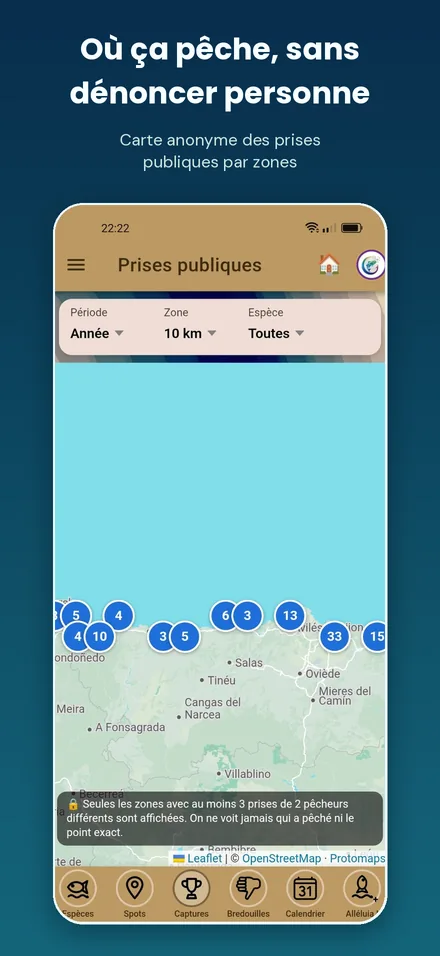 Où ça pêche, sans
dénoncer personne
Carte anonyme des prises
publiques par zones
22:22
Prises publiques
Période
Zone
Espèce
Année
10 km
Toutes
5
4
6
3
13
4
10
3
5
33
15
Salas
Oviède
Tinéu
Mieres del
Camín
Cangas del
Narcea
Meira
A Fonsagrada
Villablino
Becerreá
🔒 Seules les zones avec au moins 3 prises de 2 pêcheurs
différents sont affichées. On ne voit jamais qui a pêché ni le
point exact.
Bembibre
Leaflet | © OpenStreetMap · Protomaps
31
Espèces
Spots
Captures
Bredouilles
Calendrier
Alléluia